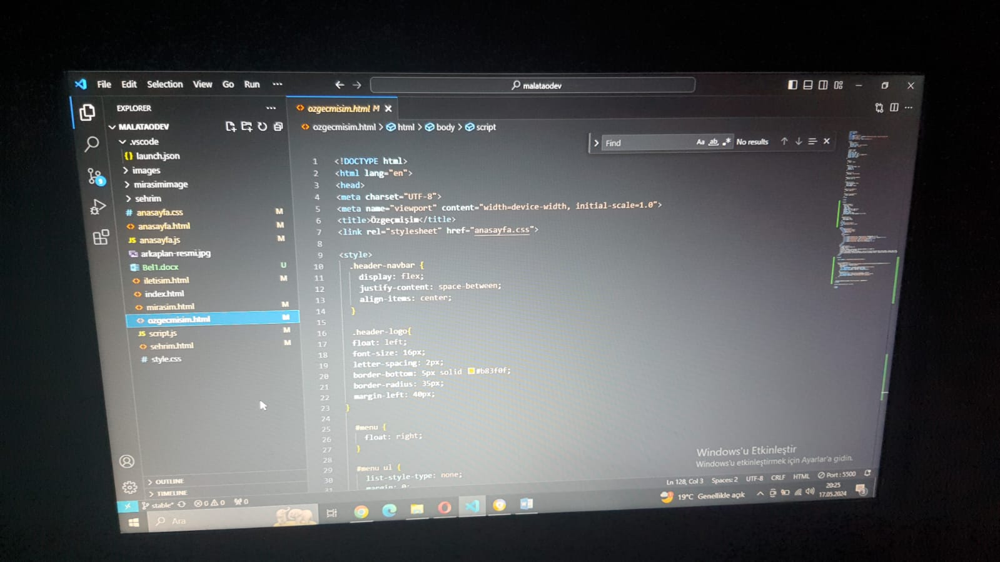 File Edit Selection View Go Run ...
malataodev
EXPLORER ...
MALATAODEV
.vscode
{} launch.json
images
mirasimimage
sehrim
# anasayfa.css M
<> anasayfa.html M
JS anasayfa.js M
arkaplan-resmi.jpg
Bel1.docx U
<> iletisim.html M
<> index.html
<> mirasim.html M
<> ozgecmisim.html M
JS script.js M
<> sehrim.html M
# style.css
OUTLINE
TIMELINE
<> ozgecmisim.html M
<> ozgecmisim.html > html > body > script
Find Aa ab .* No results
1 <!DOCTYPE html>
2 <html lang="en">
3 <head>
4 <meta charset="UTF-8">
5 <meta name="viewport" content="width=device-width, initial-scale=1.0">
6 <title>Özgeçmişim</title>
7 <link rel="stylesheet" href="anasayfa.css">
8
9 <style>
10 .header-navbar {
11 display: flex;
12 justify-content: space-between;
13 align-items: center;
14 }
15
16 .header-logo{
17 float: left;
18 font-size: 16px;
19 letter-spacing: 2px;
20 border-bottom: 5px solid #b83f0f;
21 border-radius: 35px;
22 margin-left: 40px;
23 }
24
25 #menu {
26 float: right;
27 }
28
29 #menu ul {
30 list-style-type: none;
31 margin: 0;
Windows'u Etkinleştir
Windows'u etkinleştirmek için Ayarlar'a gidin.
stable* 0 0 0
Ln 128, Col 3 Spaces: 2 UTF-8 CRLF HTML Port : 5500
Ara
19°C Genellikle açık
20:25
17.05.2024
3